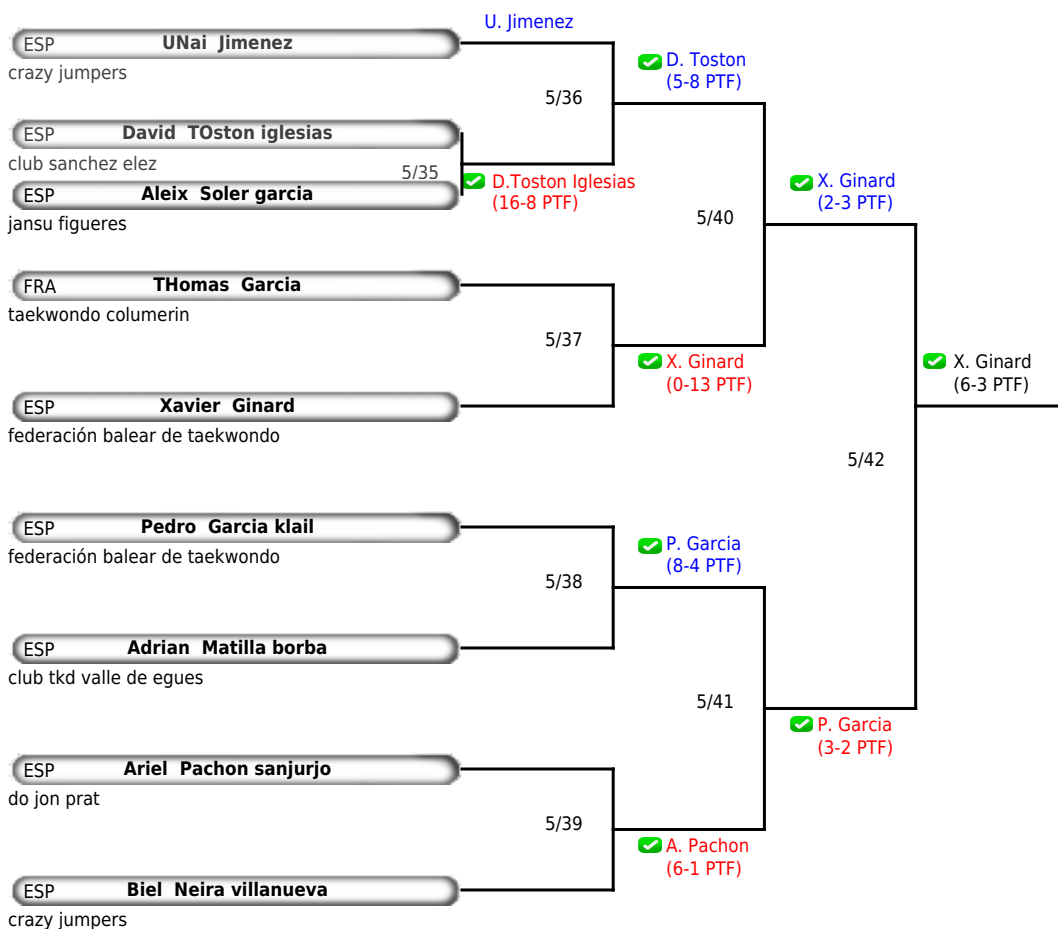 U. Jimenez
ESP UNai Jimenez
crazy jumpers
D. Toston
(5-8 PTF)
5/36
ESP David TOston iglesias
club sanchez elez
5/35
D.Toston Iglesias
(16-8 PTF)
ESP Aleix Soler garcia
jansu figueres
X. Ginard
(2-3 PTF)
5/40
FRA THomas Garcia
taekwondo columerin
5/37
X. Ginard
(0-13 PTF)
X. Ginard
(6-3 PTF)
ESP Xavier Ginard
federación balear de taekwondo
5/42
ESP Pedro Garcia klail
federación balear de taekwondo
P. Garcia
(8-4 PTF)
5/38
ESP Adrian Matilla borba
club tkd valle de egues
5/41
P. Garcia
(3-2 PTF)
ESP Ariel Pachon sanjurjo
do jon prat
5/39
A. Pachon
(6-1 PTF)
ESP Biel Neira villanueva
crazy jumpers